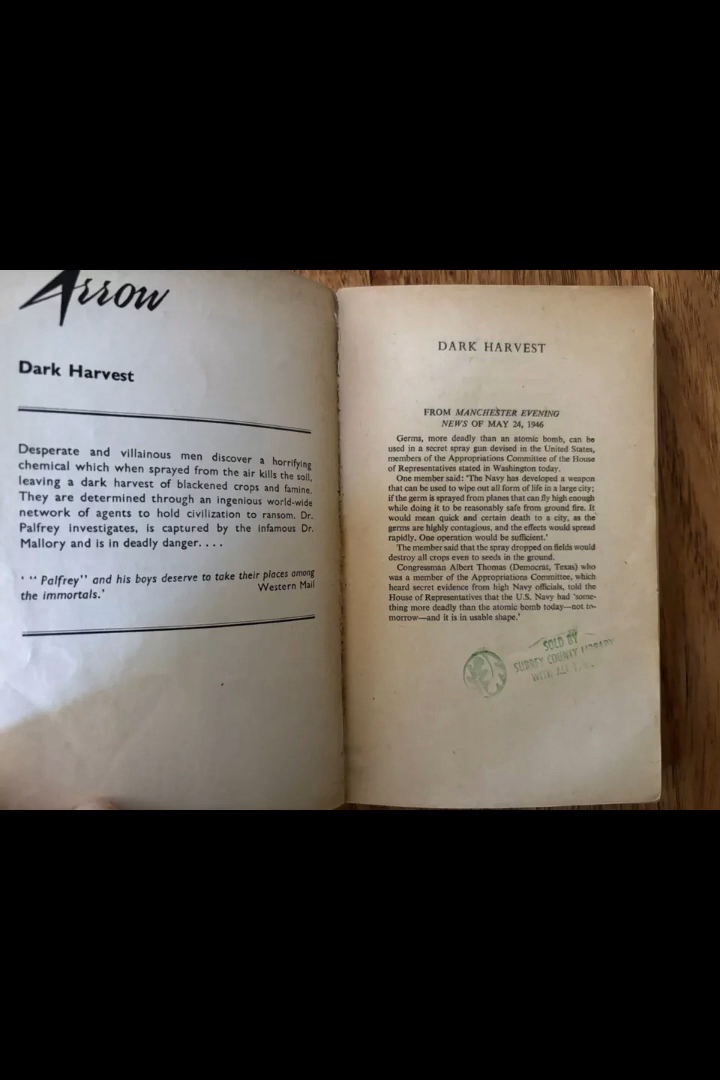 Arrow
Dark Harvest
Desperate and villainous men discover a horrifying
chemical which when sprayed from the air kills the soil,
leaving a dark harvest of blackened crops and famine.
They are determined through an ingenious world-wide
network of agents to hold civilization to ransom. Dr.
Palfrey investigates, is captured by the infamous Dr.
Mallory and is in deadly danger. . . .
' " Palfrey" and his boys deserve to take their places among
the immortals.'
Western Mail
DARK HARVEST
FROM MANCHESTER EVENING
NEWS OF MAY 24, 1946
Germs, more deadly than an atomic bomb, can be
used in a secret spray gun devised in the United States,
members of the Appropriations Committee of the House
of Representatives stated in Washington today.
One member said: 'The Navy has developed a weapon
that can be used to wipe out all form of life in a large city;
if the germ is sprayed from planes that can fly high enough
while doing it to be reasonably safe from ground fire. It
would mean quick and certain death to a city, as the
germs are highly contagious, and the effects would spread
rapidly. One operation would be sufficient.'
The member said that the spray dropped on fields would
destroy all crops even to seeds in the ground.
Congressman Albert Thomas (Democrat, Texas) who
was a member of the Appropriations Committee, which
heard secret evidence from high Navy officials, told the
House of Representatives that the U.S. Navy had 'some-
thing more deadly than the atomic bomb today—not to-
morrow—and it is in usable shape.'
SOLD BY
SURREY COUNTY LIBRARY
WITH ALL